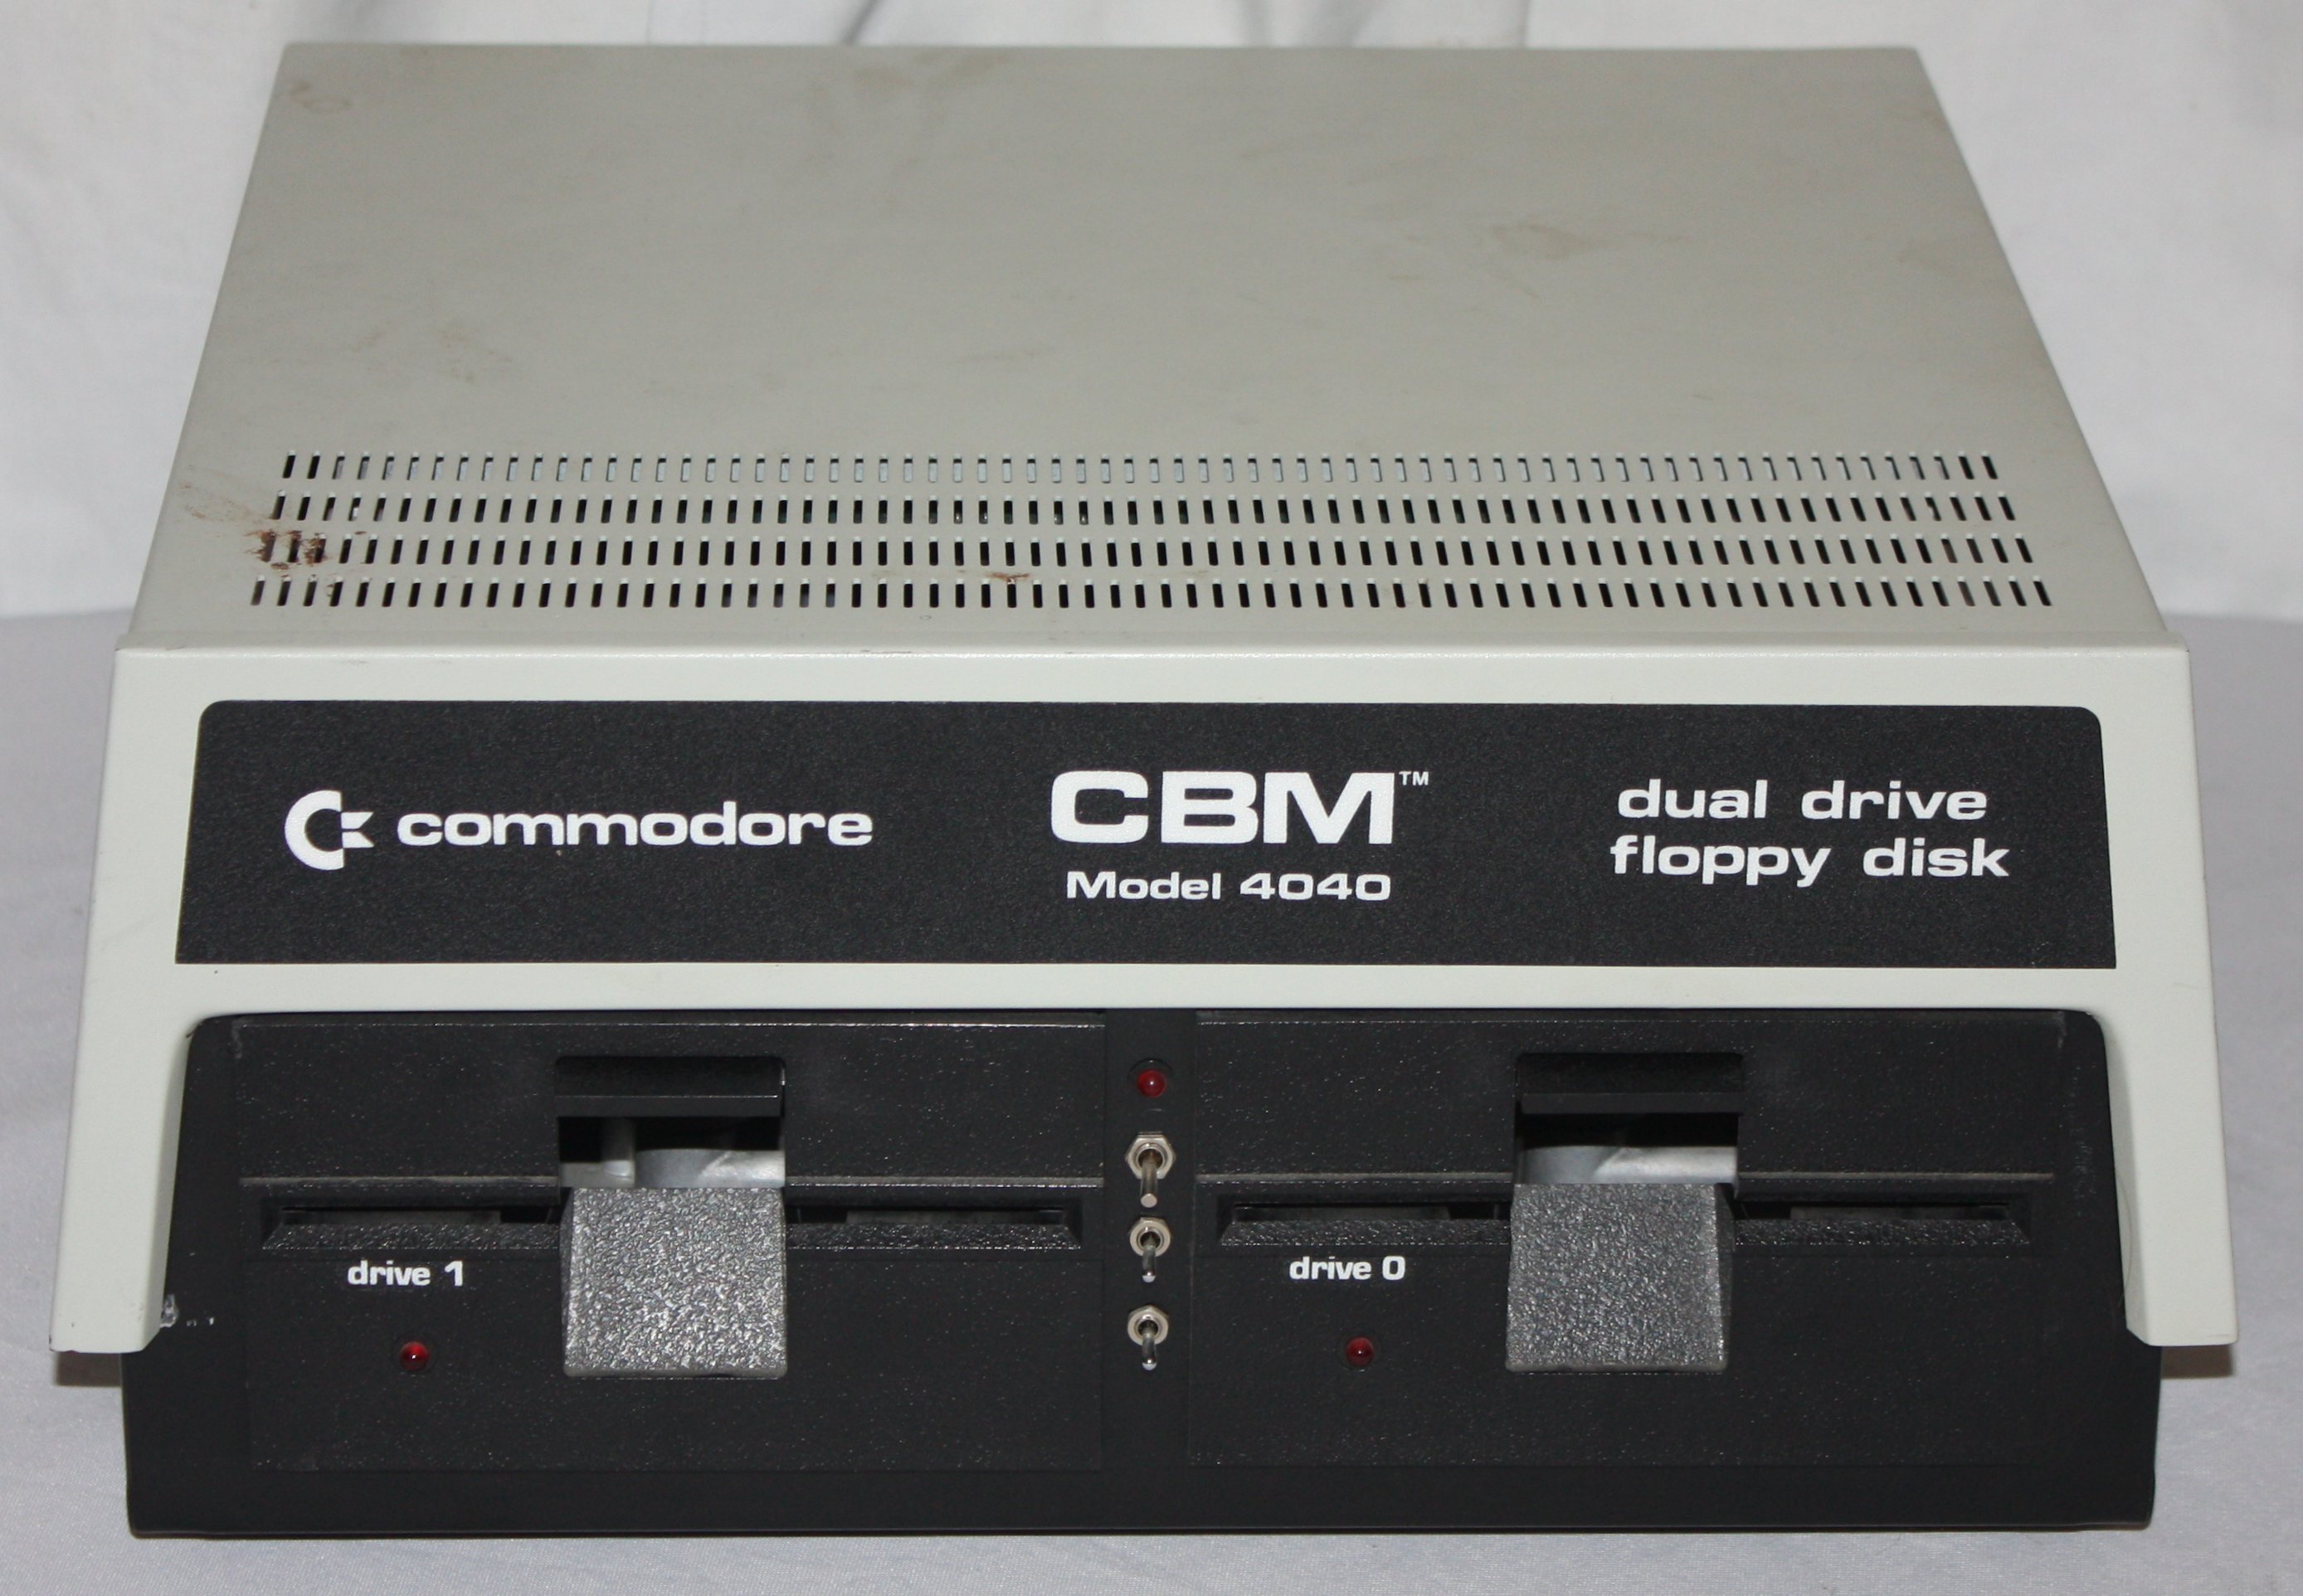 commodore
CBM™
Model 4040
dual drive
floppy disk
drive 1
drive 0